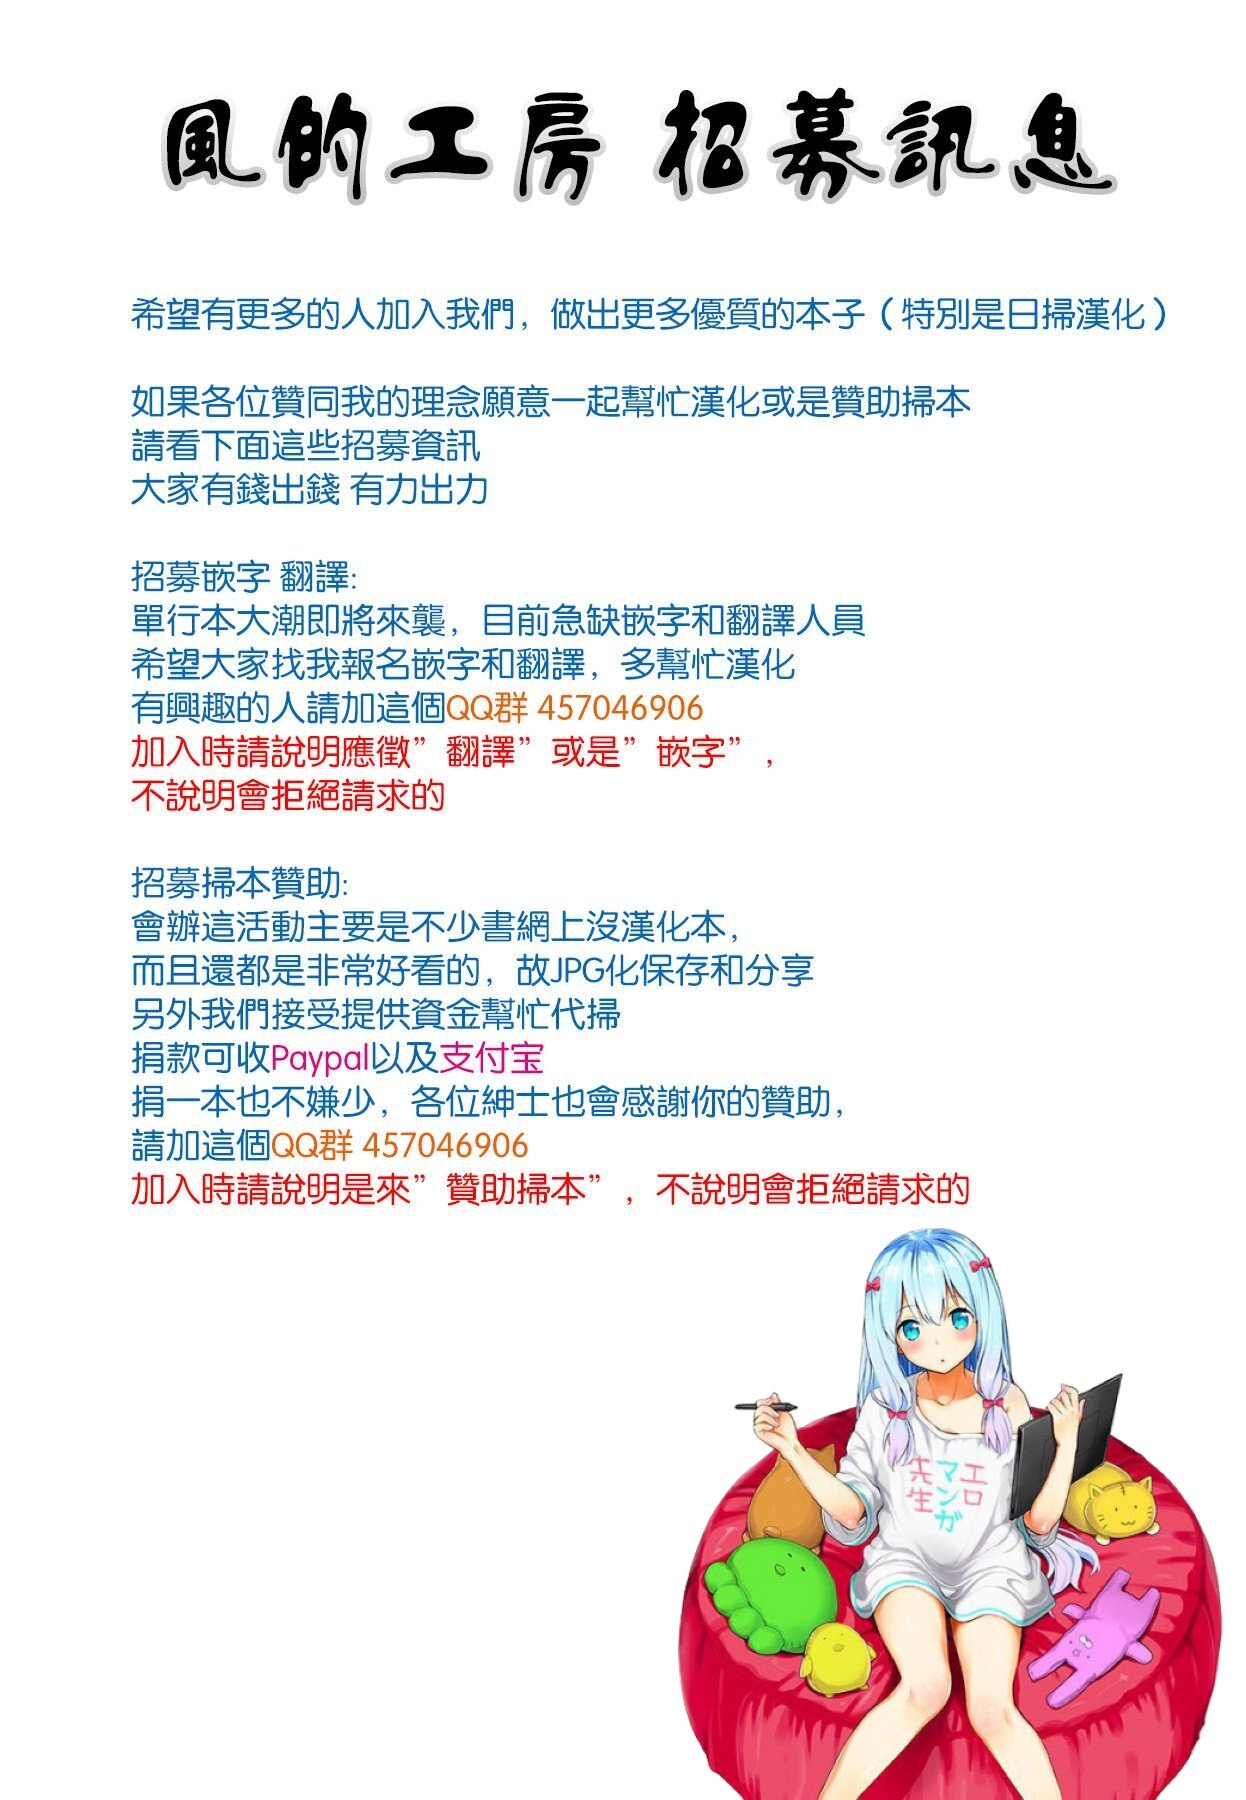 風的工房 招募訊息
希望有更多的人加入我們，做出更多優質的本子（特別是日掃漢化）
如果各位贊同我的理念願意一起幫忙漢化或是贊助掃本
請看下面這些招募資訊
大家有錢出錢 有力出力
招募嵌字 翻譯:
單行本大潮即將來襲，目前急缺嵌字和翻譯人員
希望大家找我報名嵌字和翻譯，多幫忙漢化
有興趣的人請加這個QQ群 457046906
加入時請說明應徵”翻譯”或是”嵌字”，
不說明會拒絕請求的
招募掃本贊助:
會辦這活動主要是不少書網上沒漢化本，
而且還都是非常好看的，故JPG化保存和分享
另外我們接受提供資金幫忙代掃
捐款可收Paypal以及支付宝
捐一本也不嫌少，各位紳士也會感謝你的贊助，
請加這個QQ群 457046906
加入時請說明是來”贊助掃本”，不說明會拒絕請求的
エロ
マンガ
先生